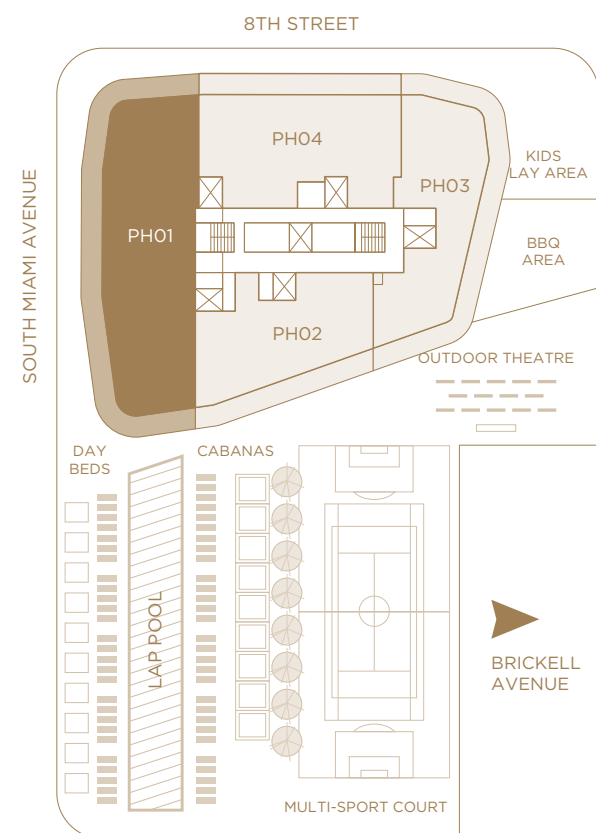 8TH STREET
SOUTH MIAMI AVENUE
PH04
PH03
PH01
PH02
KIDS
LAY AREA
BBQ
AREA
OUTDOOR THEATRE
DAY
BEDS
CABANAS
LAP POOL
BRICKELL
AVENUE
MULTI-SPORT COURT